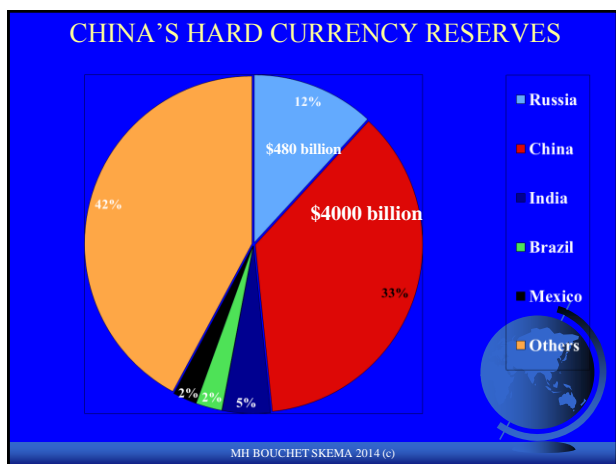 CHINA'S HARD CURRENCY RESERVES
12%
$480 billion
42%
$4000 billion
33%
2%
2%
5%
Russia
China
India
Brazil
Mexico
Others
MH BOUCHET SKEMA 2014 (c)